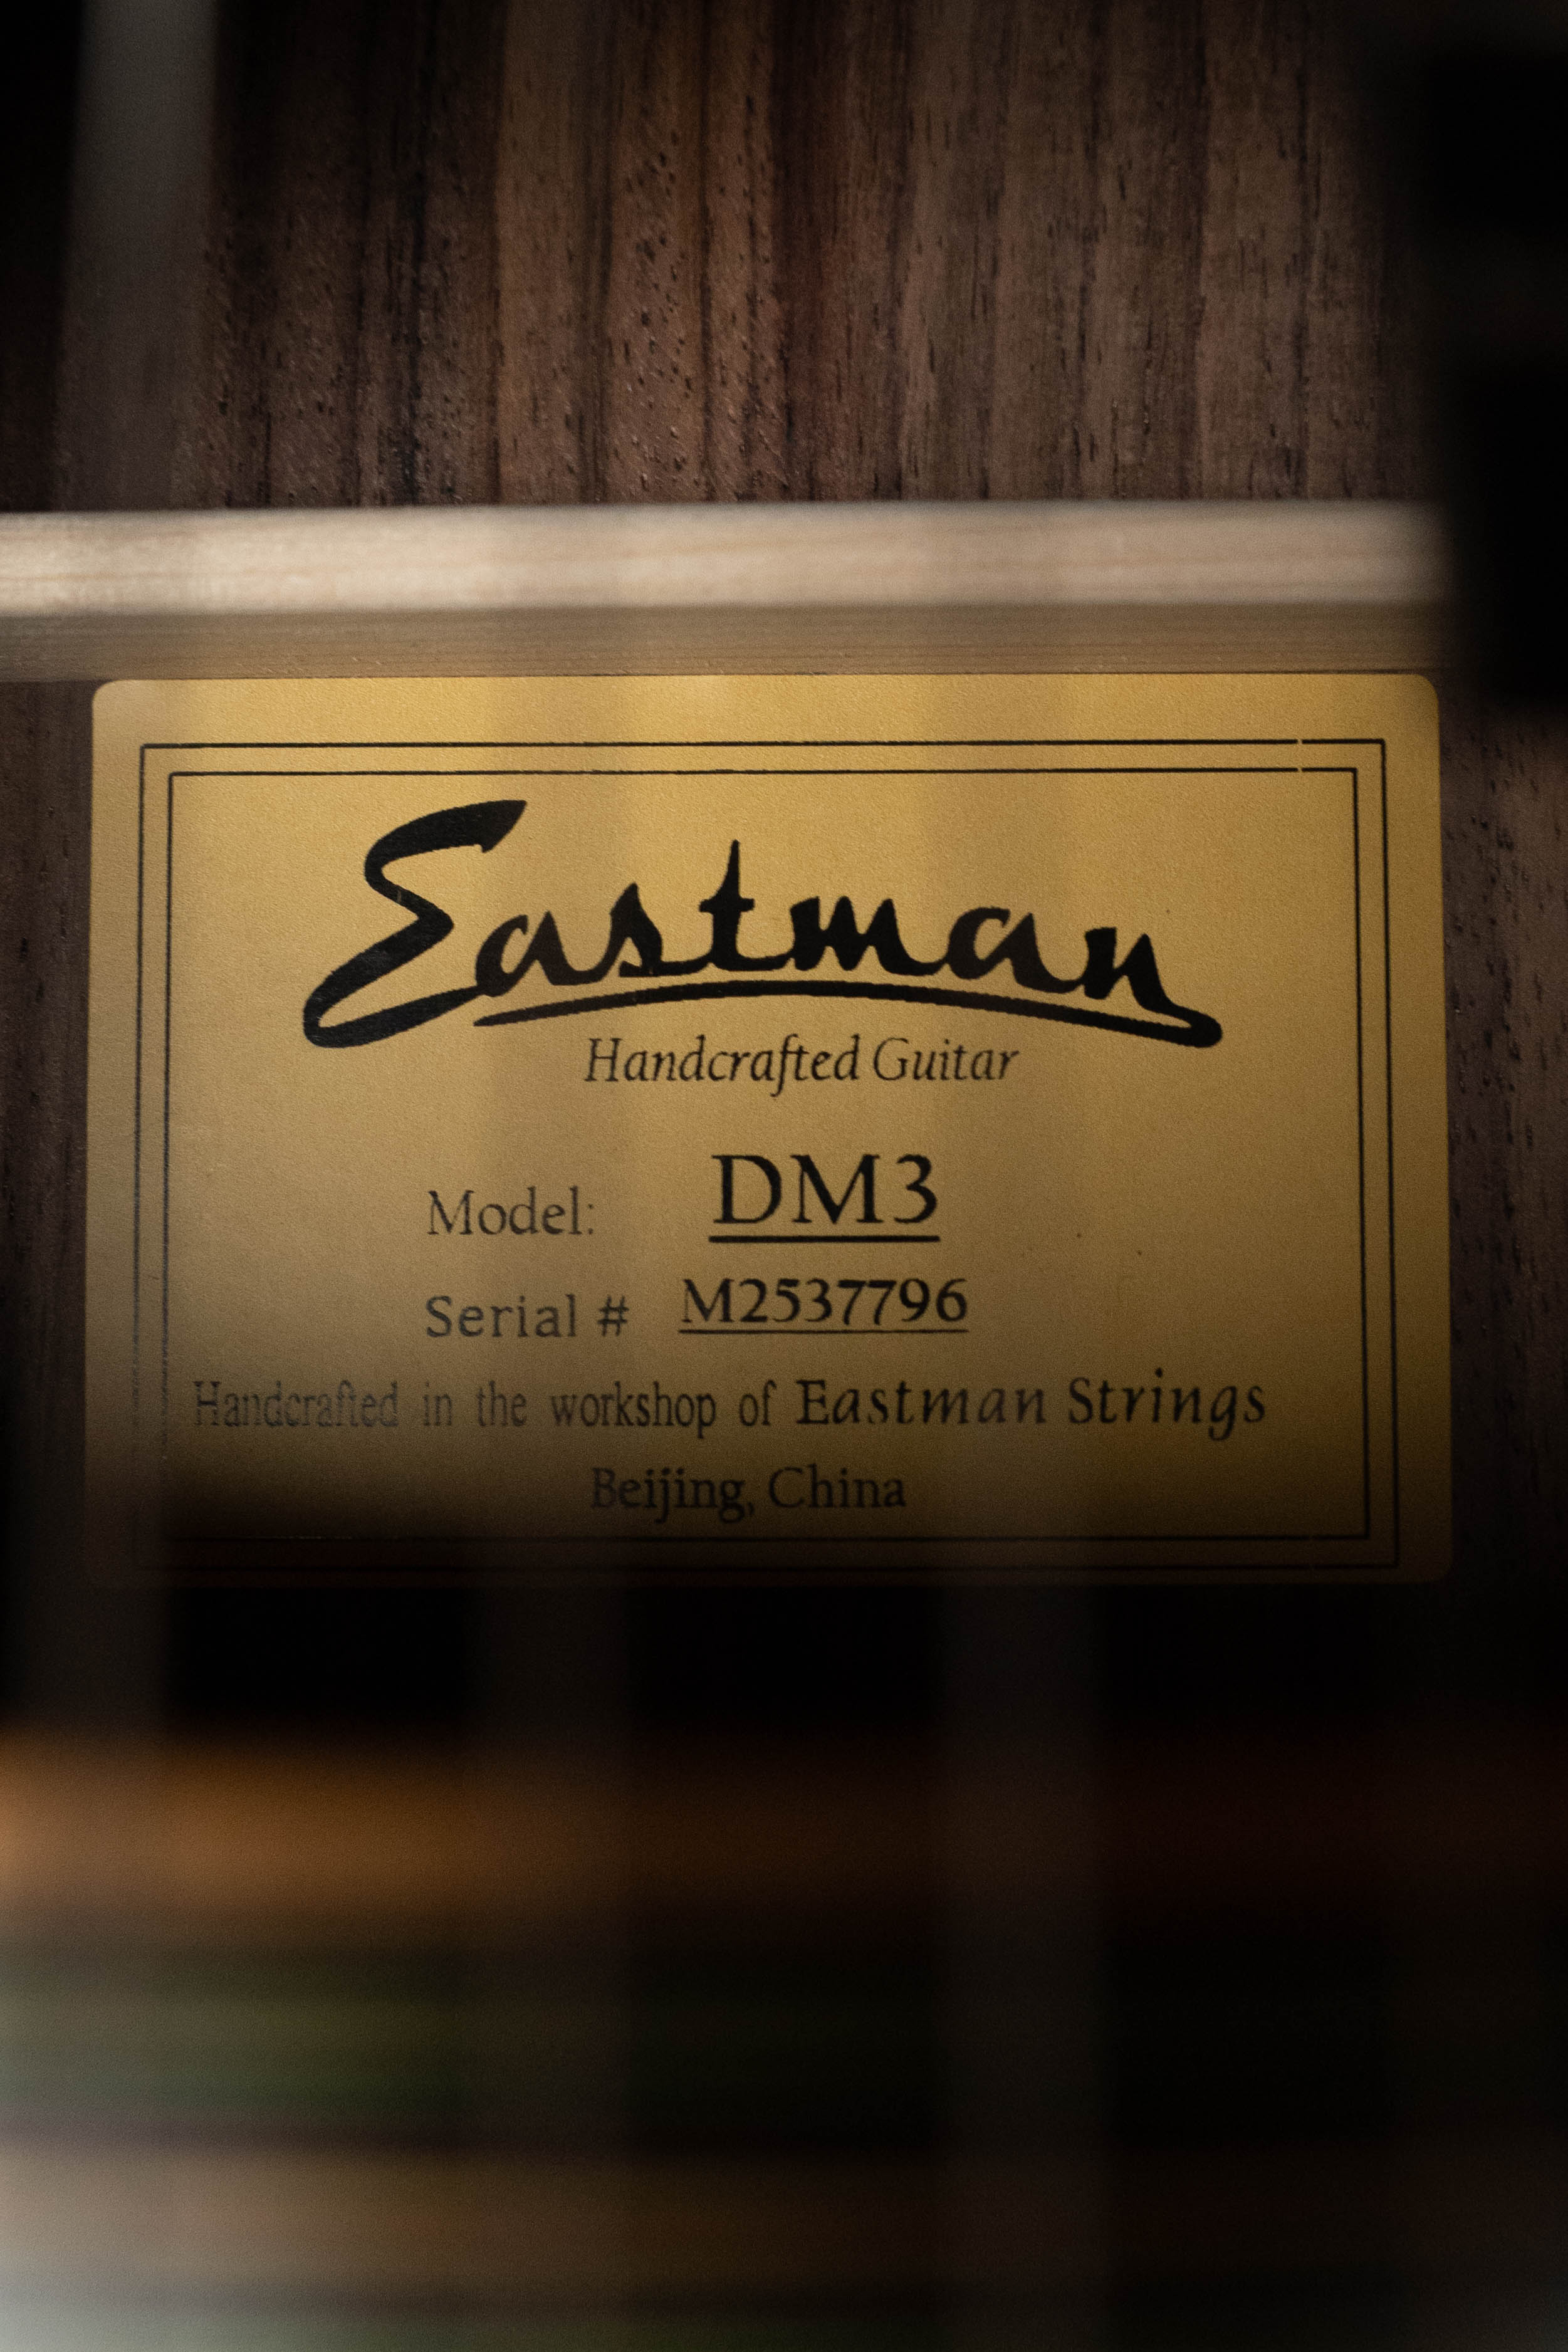 Eastman
Handcrafted Guitar
Model: DM3
Serial # M2537796
Handcrafted in the workshop of Eastman Strings
Beijing, China